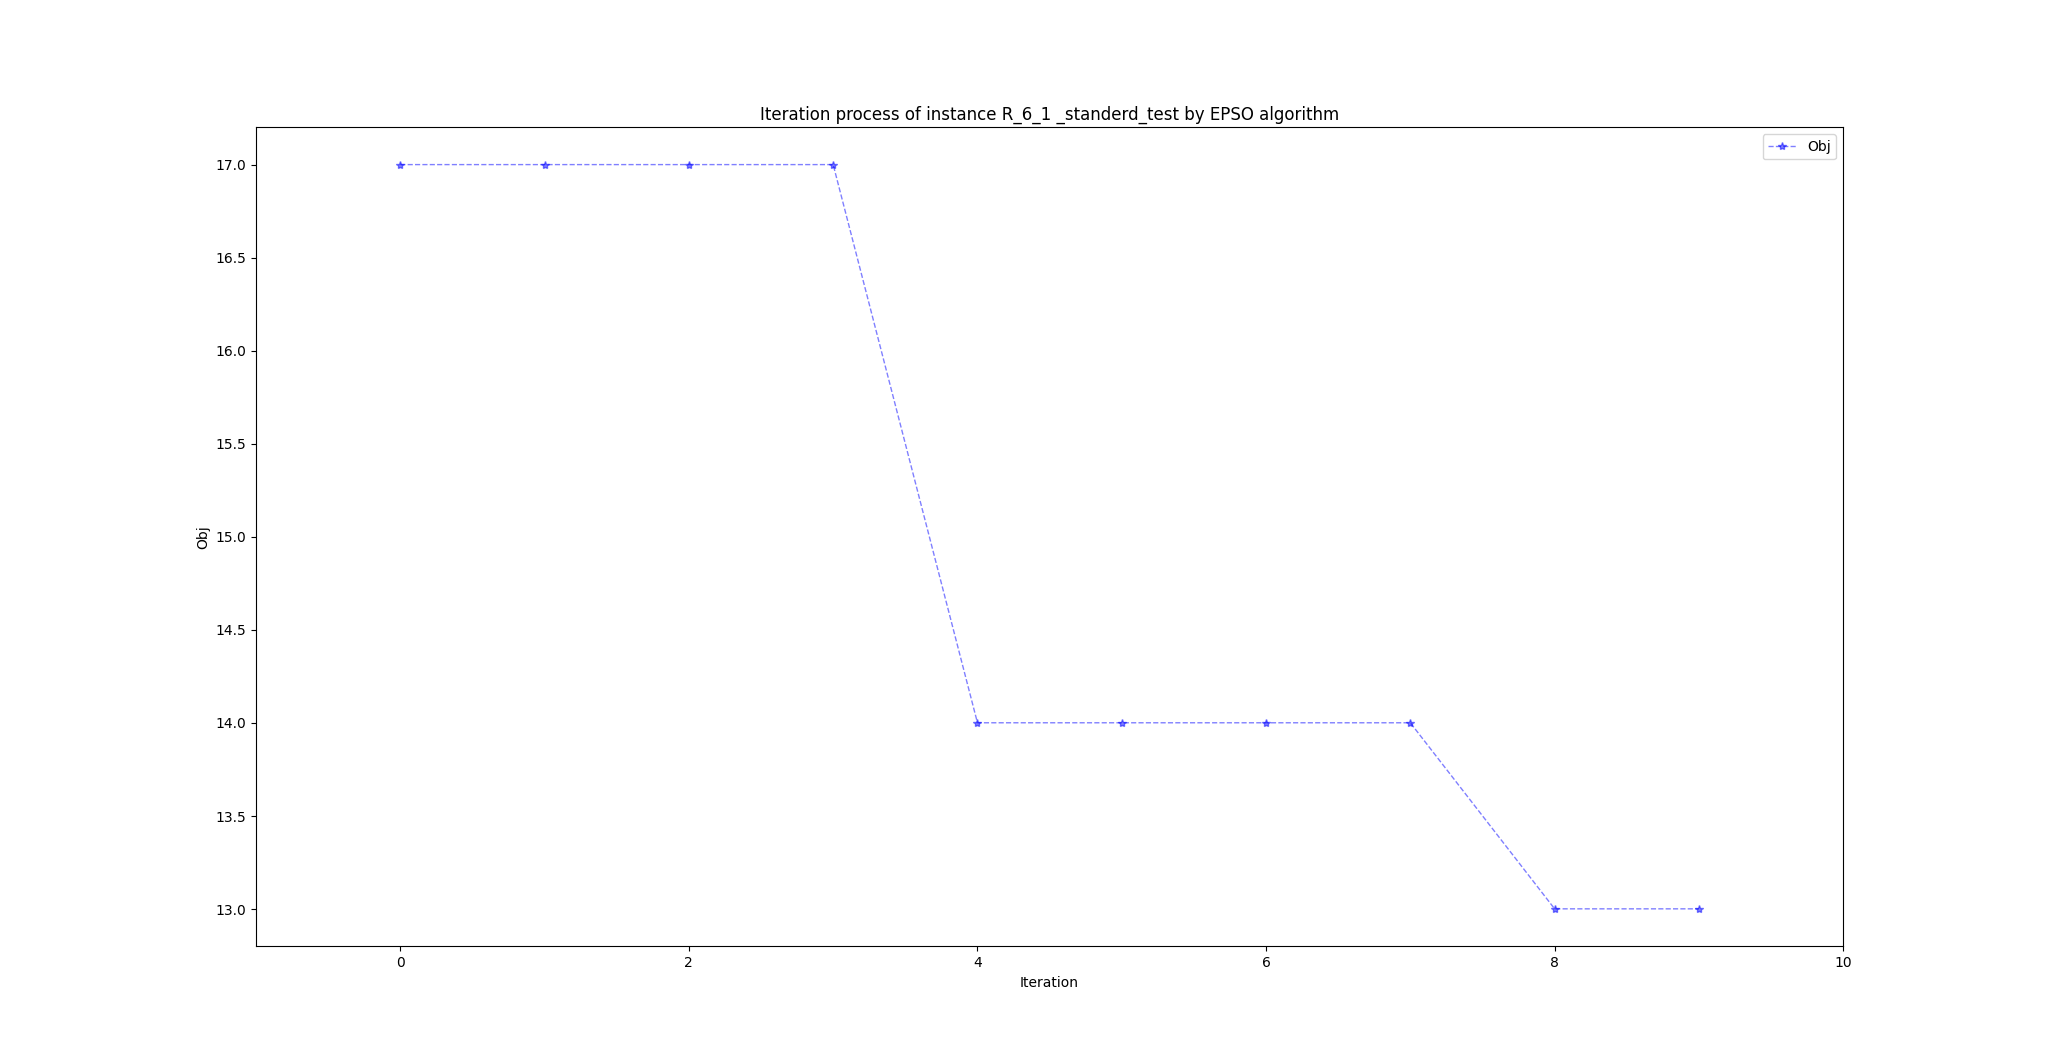 Iteration process of instance R_6_1 _standerd_test by EPSO algorithm
Obj
17.0
16.5
16.0
15.5
15.0
14.5
14.0
13.5
13.0
Obj
0 2 4 6 8 10
Iteration